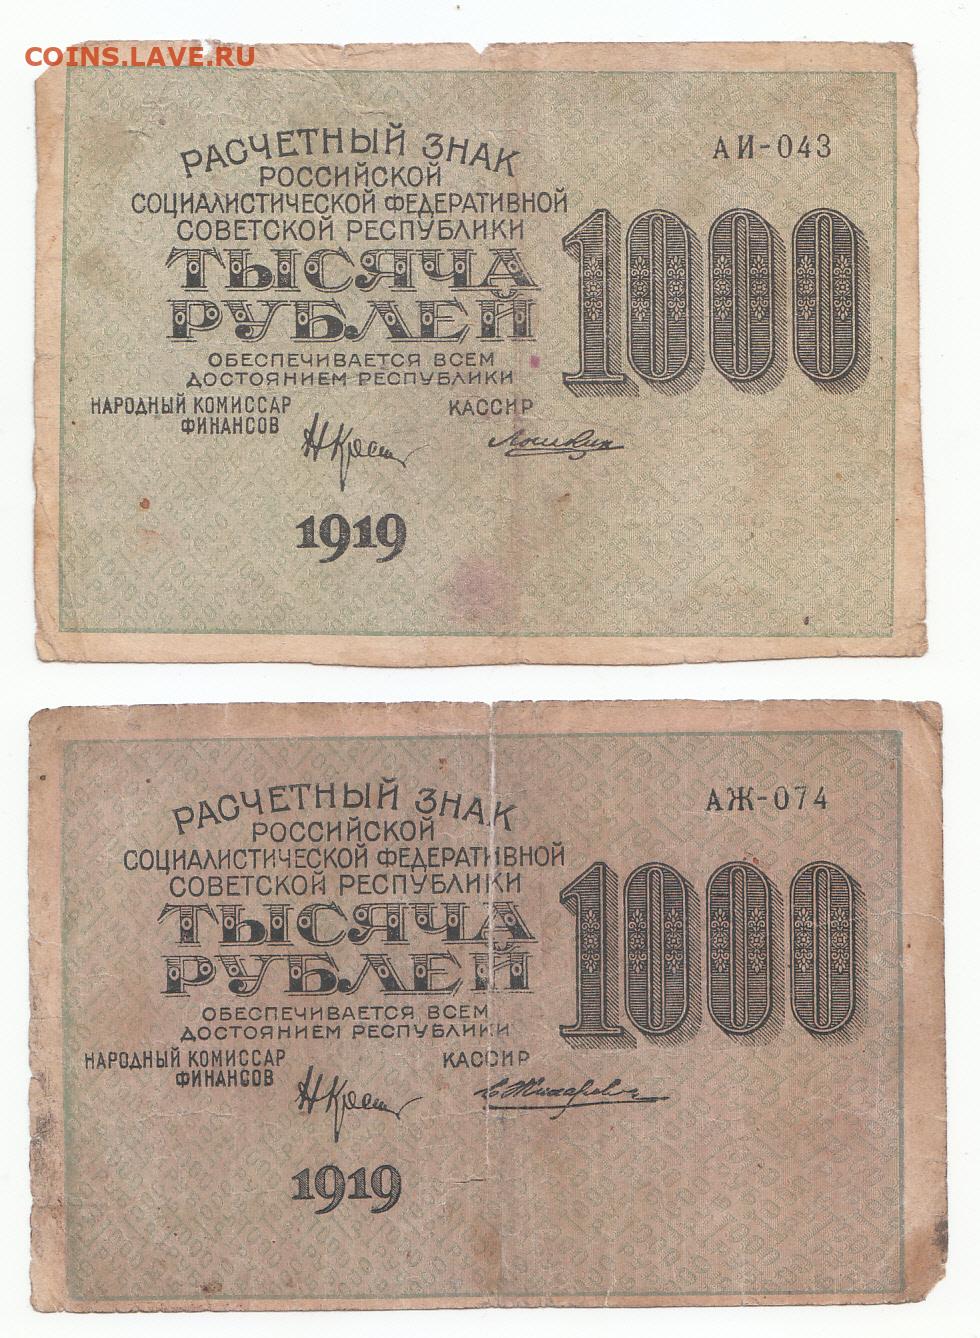 COINS.LAVE.RU
РАСЧЕТНЫЙ ЗНАК
АИ-043
РОССИЙСКОЙ
СОЦИАЛИСТИЧЕСКОЙ ФЕДЕРАТИВНОЙ
СОВЕТСКОЙ РЕСПУБЛИКИ
ТЫСЯЧА
РУБЛЕЙ
1000
ОБЕСПЕЧИВАЕТСЯ ВСЕМ
ДОСТОЯНИЕМ РЕСПУБЛИКИ
НАРОДНЫЙ КОМИССАР
ФИНАНСОВ
КАССИР
1919
РАСЧЕТНЫЙ ЗНАК
АЖ-074
РОССИЙСКОЙ
СОЦИАЛИСТИЧЕСКОЙ ФЕДЕРАТИВНОЙ
СОВЕТСКОЙ РЕСПУБЛИКИ
ТЫСЯЧА
РУБЛЕЙ
1000
ОБЕСПЕЧИВАЕТСЯ ВСЕМ
ДОСТОЯНИЕМ РЕСПУБЛИКИ
НАРОДНЫЙ КОМИССАР
ФИНАНСОВ
КАССИР
1919